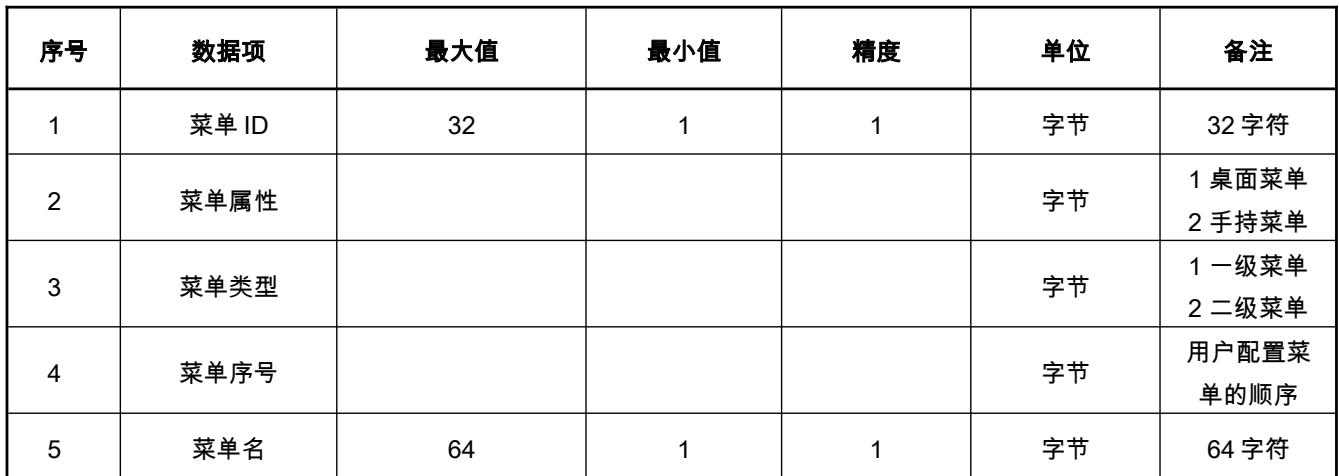 序号 数据项 最大值 最小值 精度 单位 备注
1 菜单 ID 32 1 1 字节 32 字符
2 菜单属性 字节 1 桌面菜单
2 手持菜单
3 菜单类型 字节 1 一级菜单
2 二级菜单
4 菜单序号 字节 用户配置菜
单的顺序
5 菜单名 64 1 1 字节 64 字符